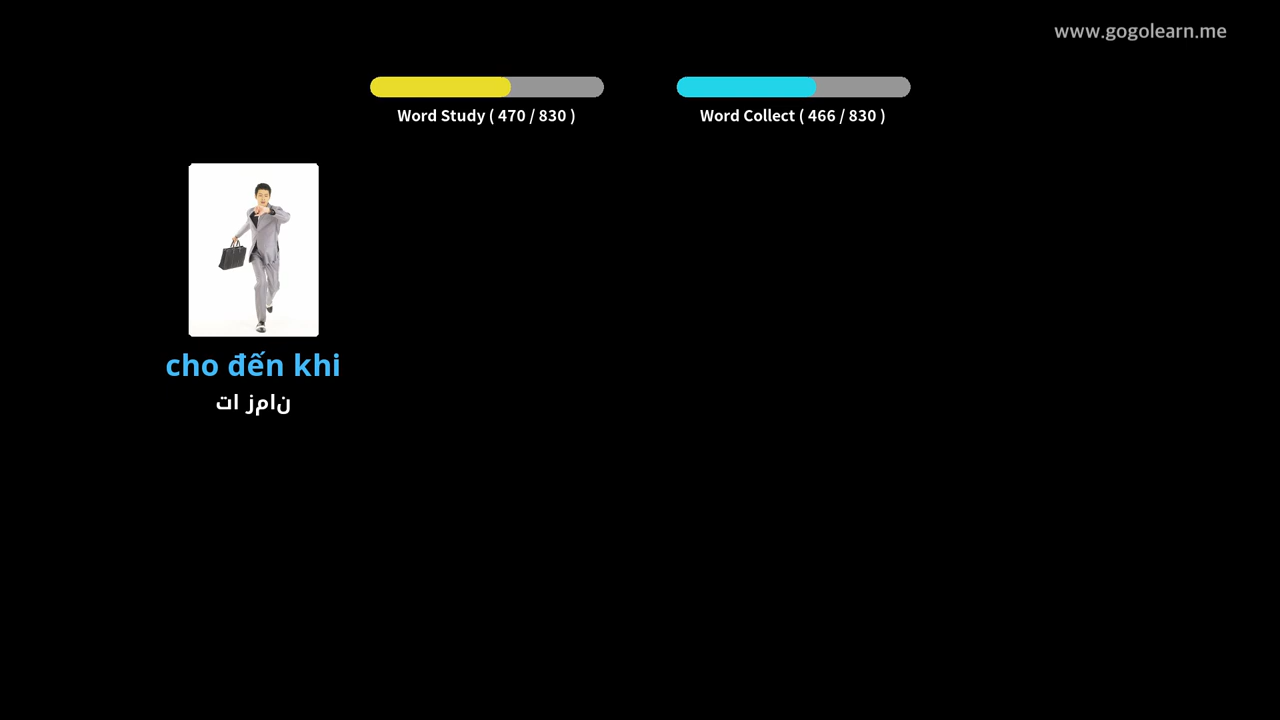 www.gogolearn.me
Word Study ( 470 / 830 )
Word Collect ( 466 / 830 )
cho đến khi
تا زمان